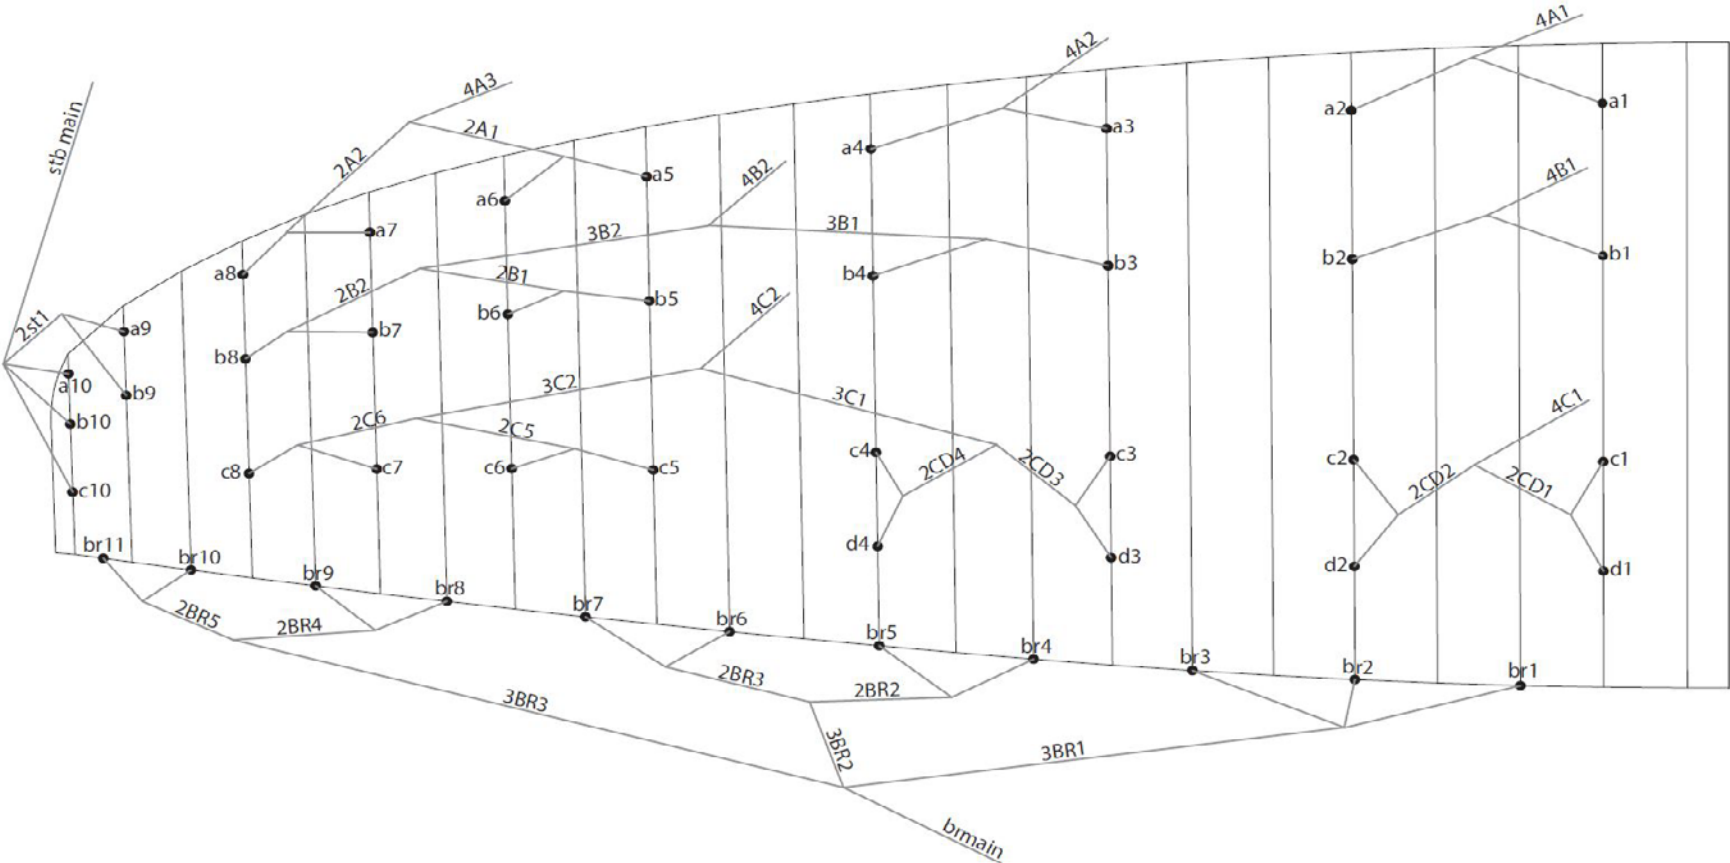 4A1
4A2
4A3
stb main
a2
a1
2A1
a3
a4
2A2
4B2
4B1
a5
a6
3B1
3B2
a7
b2
b1
a8
2B1
b4
b3
2B2
b5
4C2
b6
2st1
a9
b7
b8
a10
3C2
b9
3C1
4C1
b10
2C6
2C5
c4
2CD4
2CD3
c3
c2
2CD2
2CD1
c1
c8
c7
c6
c5
c10
d4
d3
br11
br10
d2
d1
br9
br8
br7
2BR5
2BR4
br6
br5
br4
br3
br2
br1
2BR3
2BR2
3BR3
3BR2
3BR1
brmain